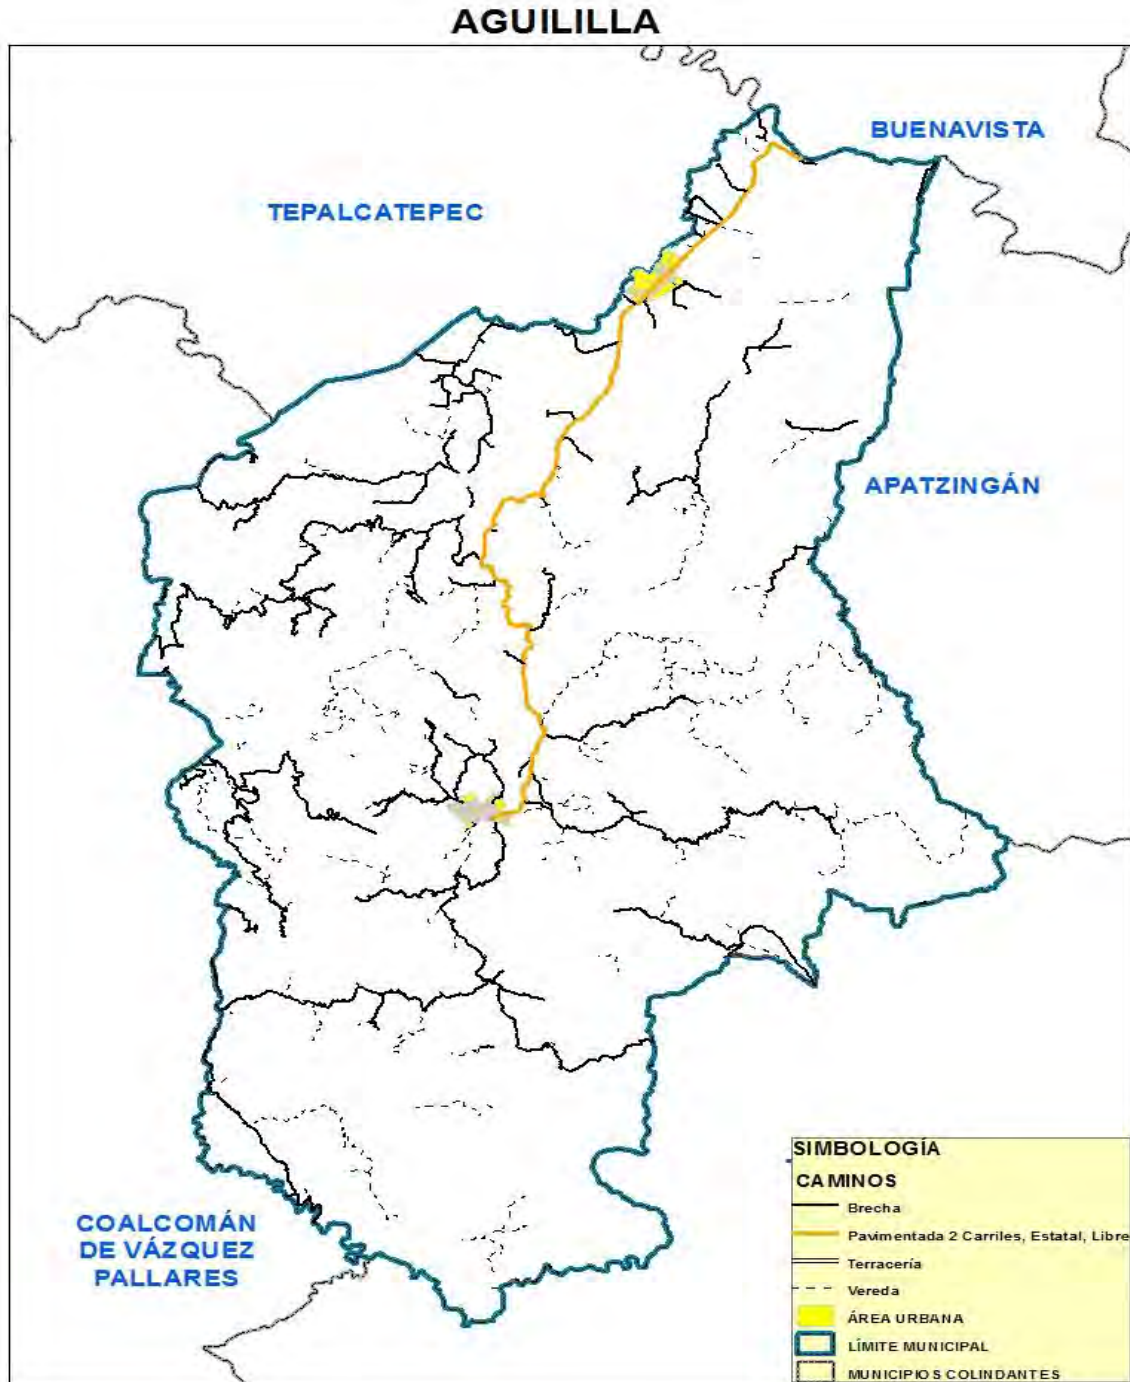 AGUILILLA
BUENAVISTA
TEPALCATEPEC
APATZINGÁN
COALCOMÁN
DE VÁZQUEZ
PALLARES
SIMBOLOGÍA
CAMINOS
Brecha
Pavimentada 2 Carriles, Estatal, Libre
Terracería
Vereda
ÁREA URBANA
LÍMITE MUNICIPAL
MUNICIPIOS COLINDANTES